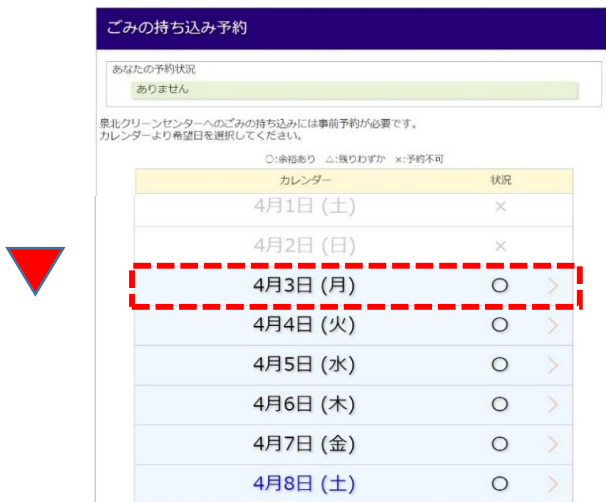 ごみの持ち込み予約
あなたの予約状況
ありません
泉北クリーンセンターへのごみの持ち込みには事前予約が必要です。
カレンダーより希望日を選択してください。
○:余裕あり △:残りわずか ×:予約不可
カレンダー 状況
4月1日 (土) ×
4月2日 (日) ×
4月3日 (月) ○ >
4月4日 (火) ○ >
4月5日 (水) ○ >
4月6日 (木) ○ >
4月7日 (金) ○ >
4月8日 (土) ○ >